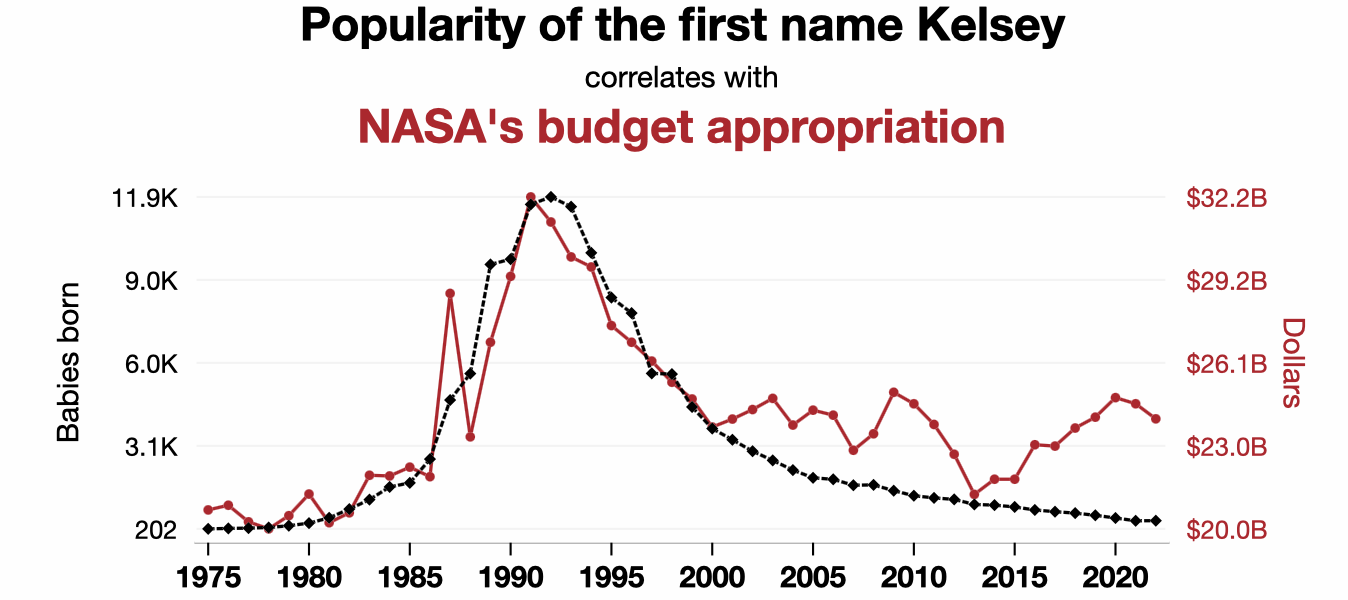 Popularity of the first name Kelsey
correlates with
NASA's budget appropriation
11.9K
9.0K
6.0K
3.1K
202
Babies born
$32.2B
$29.2B
$26.1B
$23.0B
$20.0B
Dollars
1975 1980 1985 1990 1995 2000 2005 2010 2015 2020